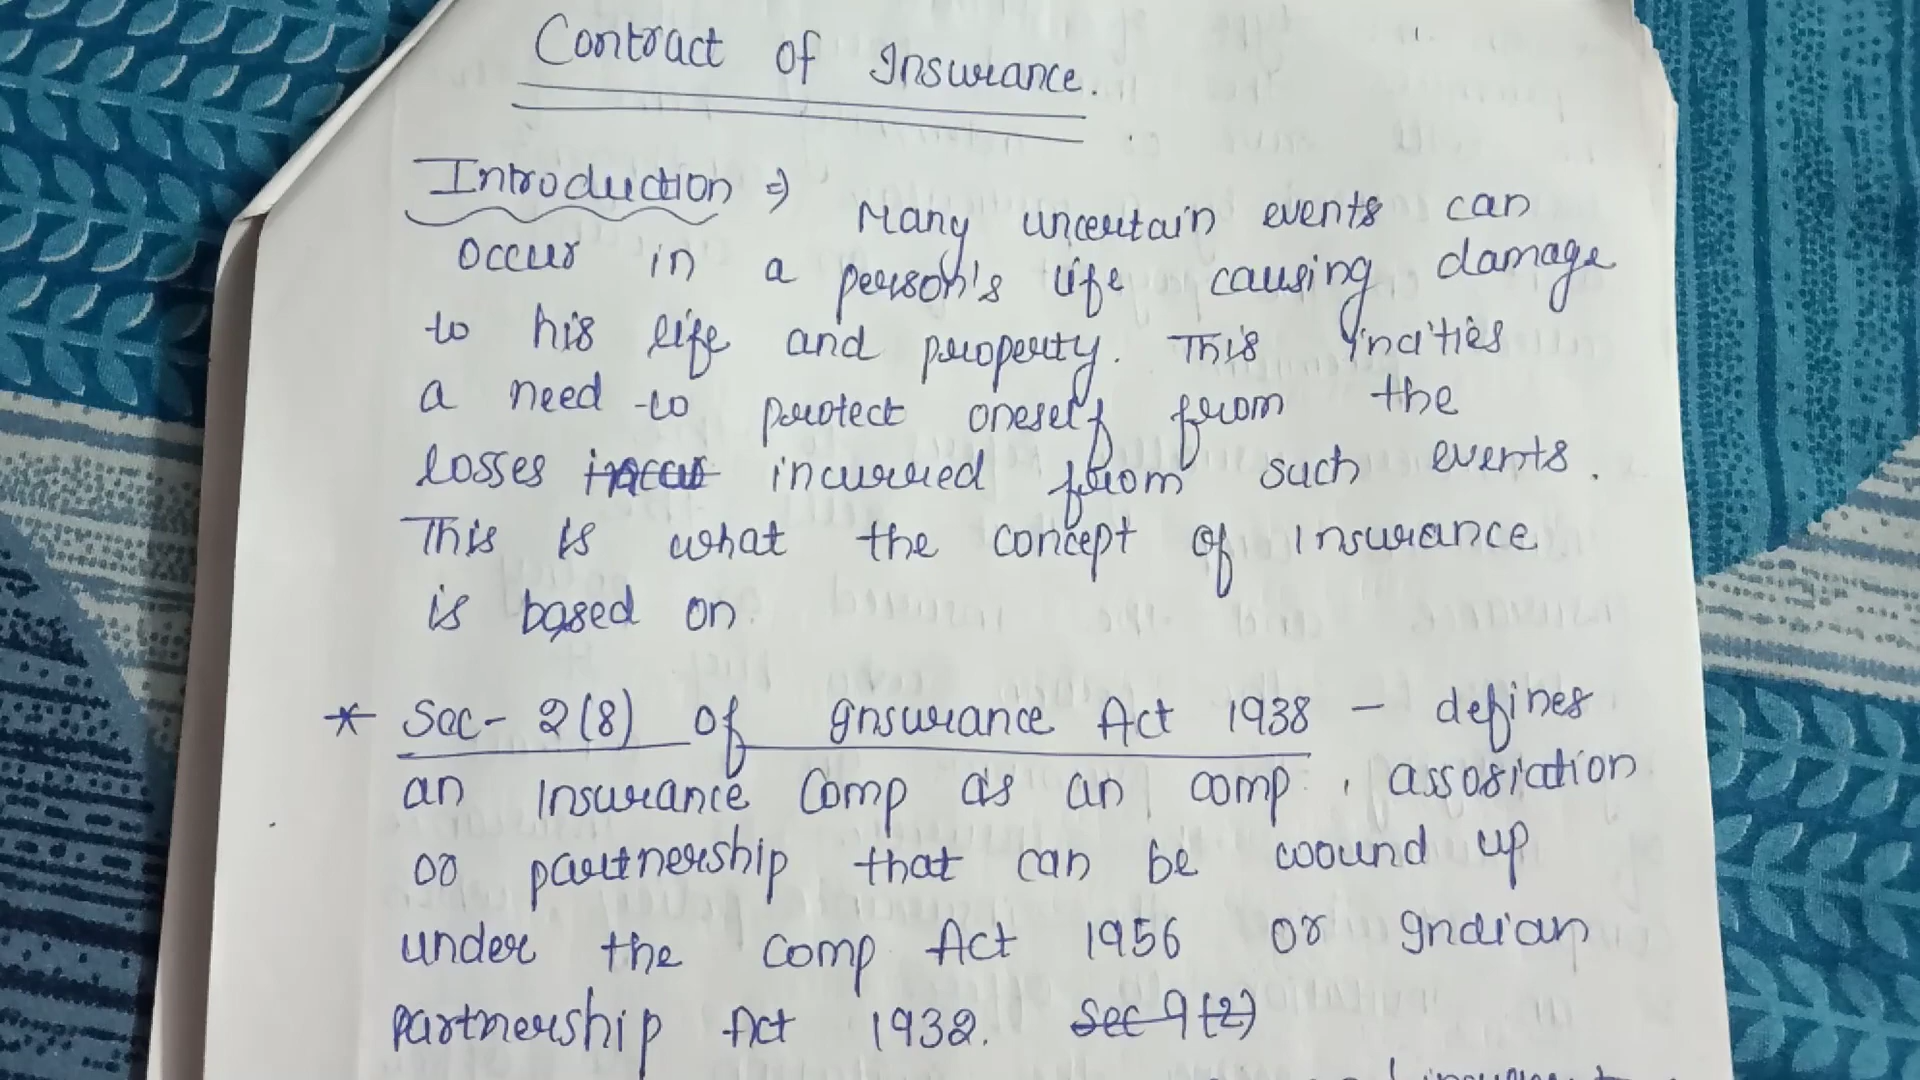 Contract of Insurance.
Introduction ⇒ Many uncertain events can
occur in a person's life causing damage
to his life and property. This incities
a need to protect oneself from the
losses incurred from such events.
This is what the concept of insurance
is based on
* Sec- 2(8) of Insurance Act 1938 - defines
an insurance Comp as an comp, assosiation
or partnership that can be woound up
under the Comp Act 1956 or Indian
Partnership Act 1932. Sec 9(2)